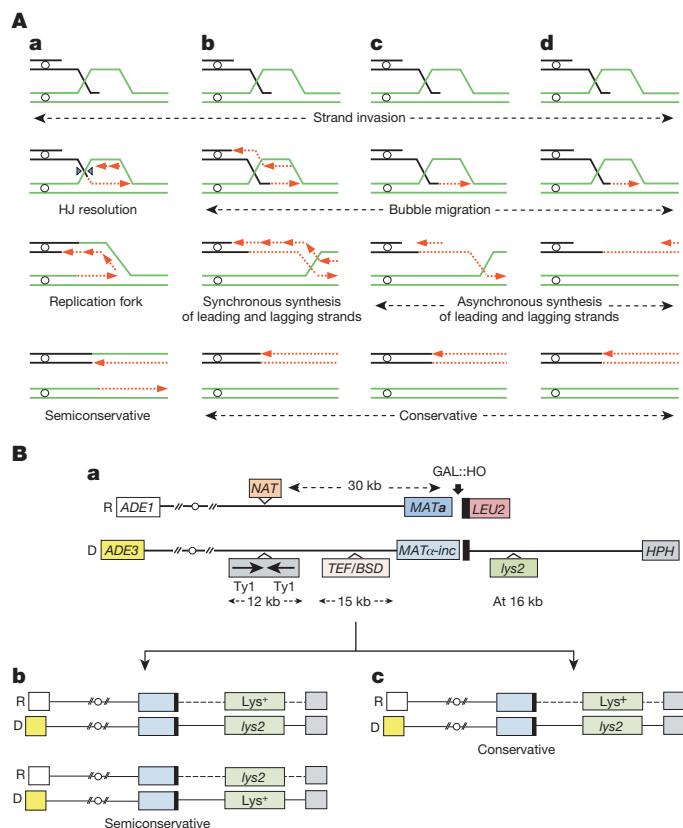 A
a b c d
Strand invasion
HJ resolution
Bubble migration
Replication fork
Synchronous synthesis
of leading and lagging strands
Asynchronous synthesis
of leading and lagging strands
Semiconservative
Conservative
B
a
GAL::HO
NAT
30 kb
R ADE1
MATa
LEU2
D ADE3
MATα-inc
HPH
TEF/BSD
lys2
Ty1 Ty1
12 kb
15 kb
At 16 kb
b
R
Lys+
D
lys2
R
lys2
D
Lys+
Semiconservative
c
R
Lys+
D
lys2
Conservative